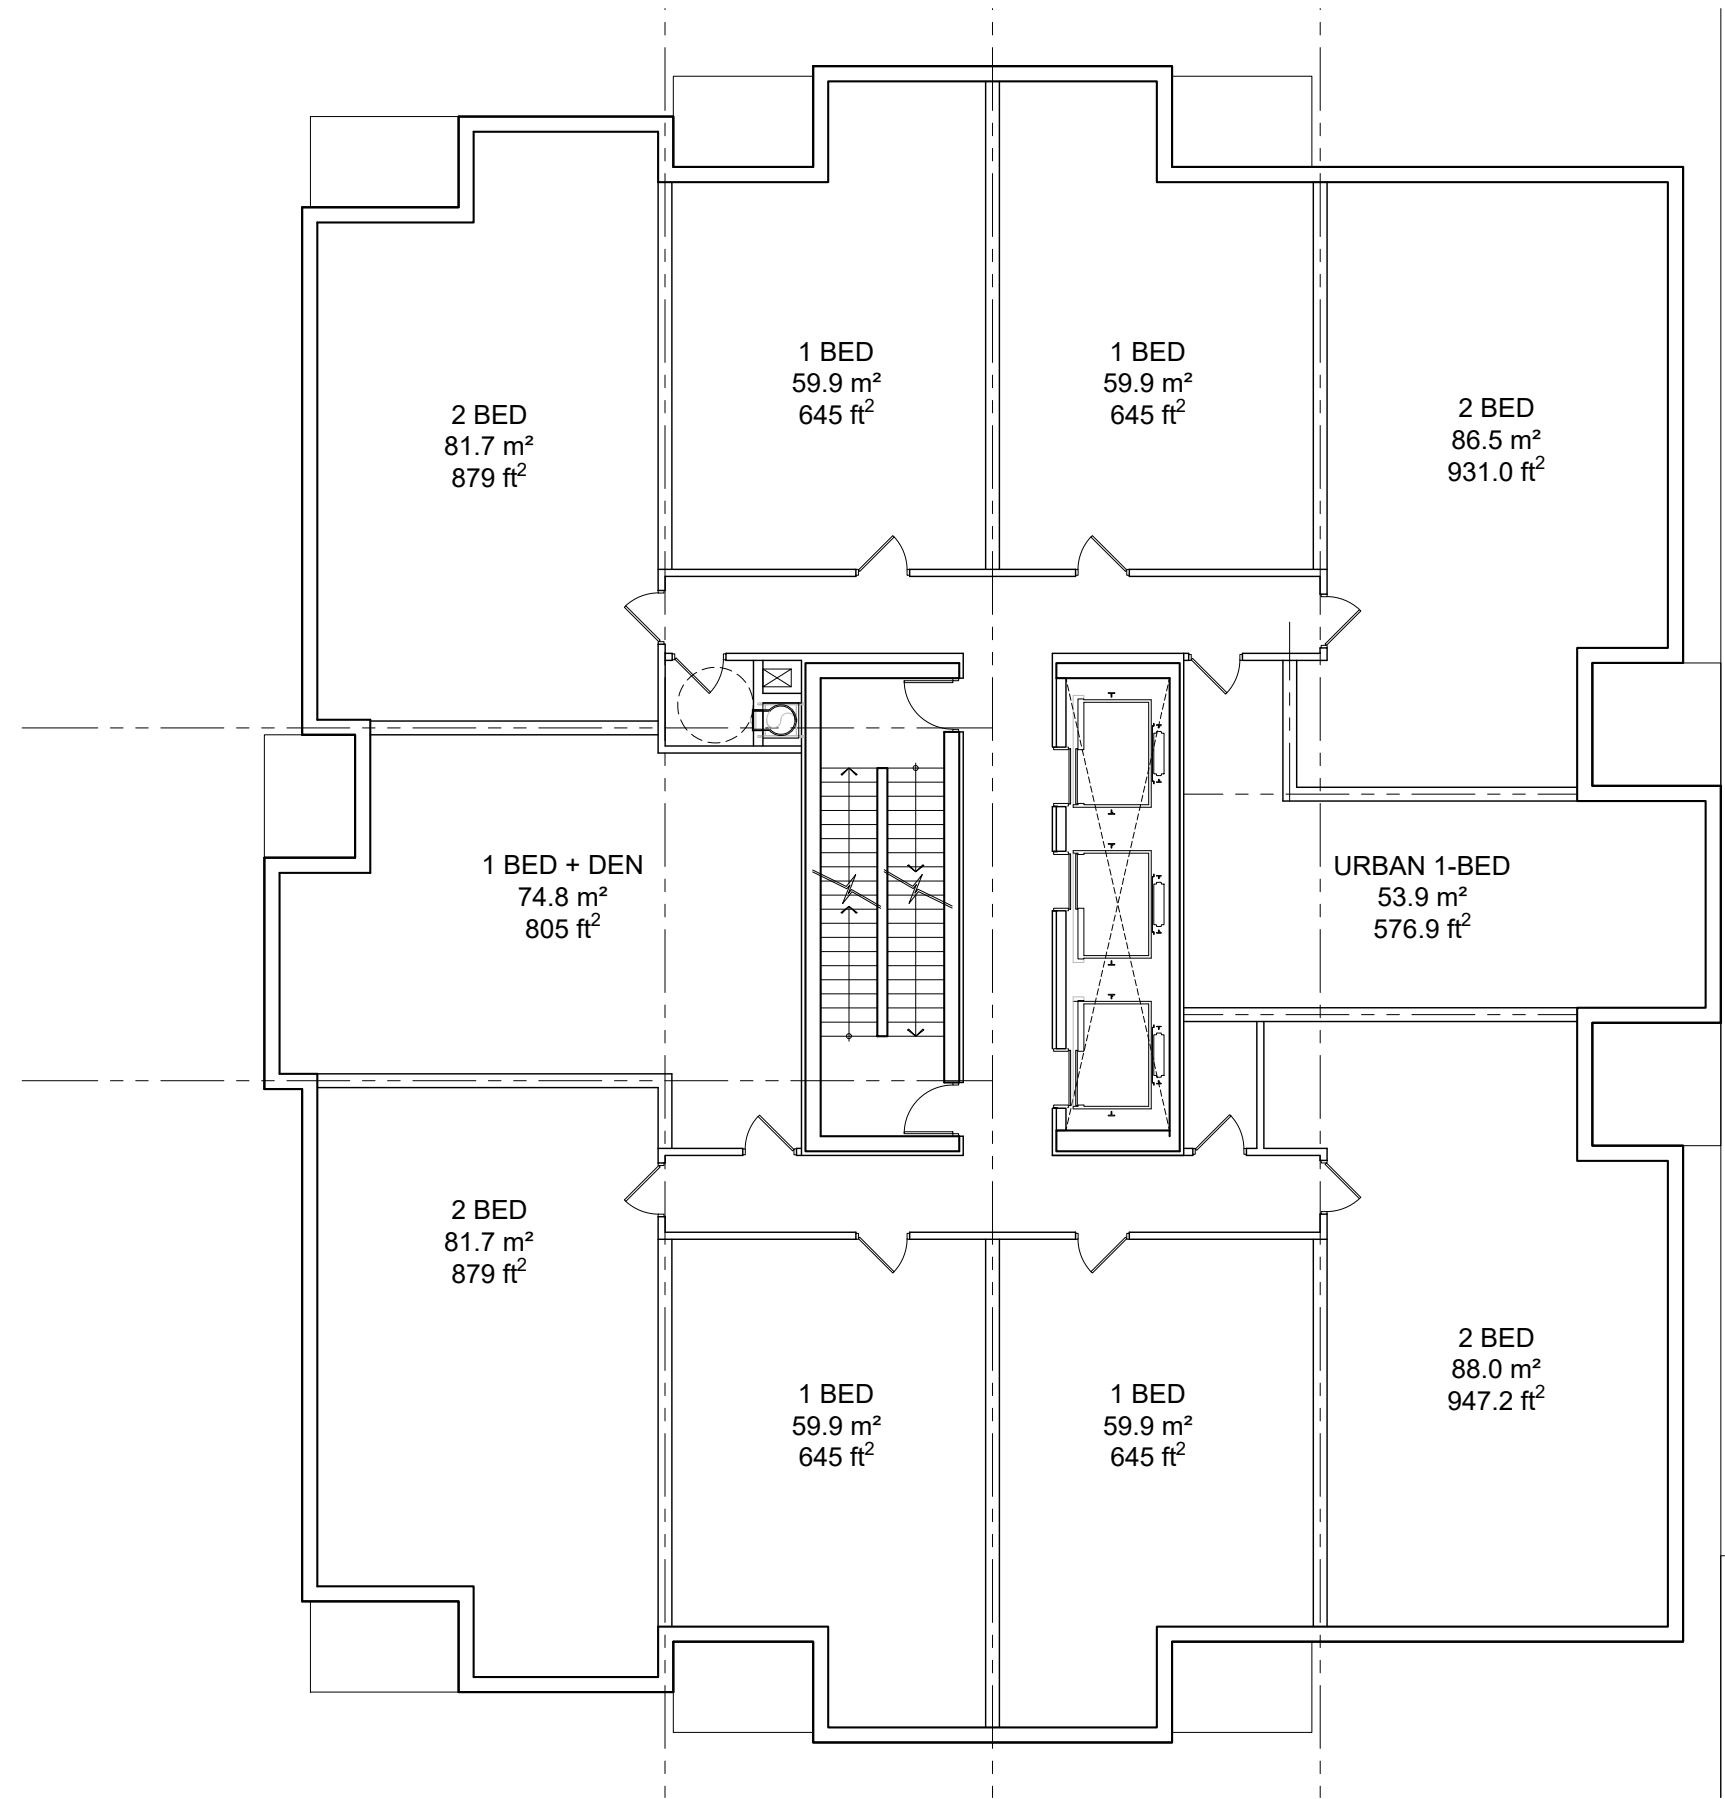 1 BED
59.9 m²
645 ft²
1 BED
59.9 m²
645 ft²
2 BED
81.7 m²
879 ft²
2 BED
86.5 m²
931.0 ft²
1 BED + DEN
74.8 m²
805 ft²
URBAN 1-BED
53.9 m²
576.9 ft²
2 BED
81.7 m²
879 ft²
1 BED
59.9 m²
645 ft²
1 BED
59.9 m²
645 ft²
2 BED
88.0 m²
947.2 ft²